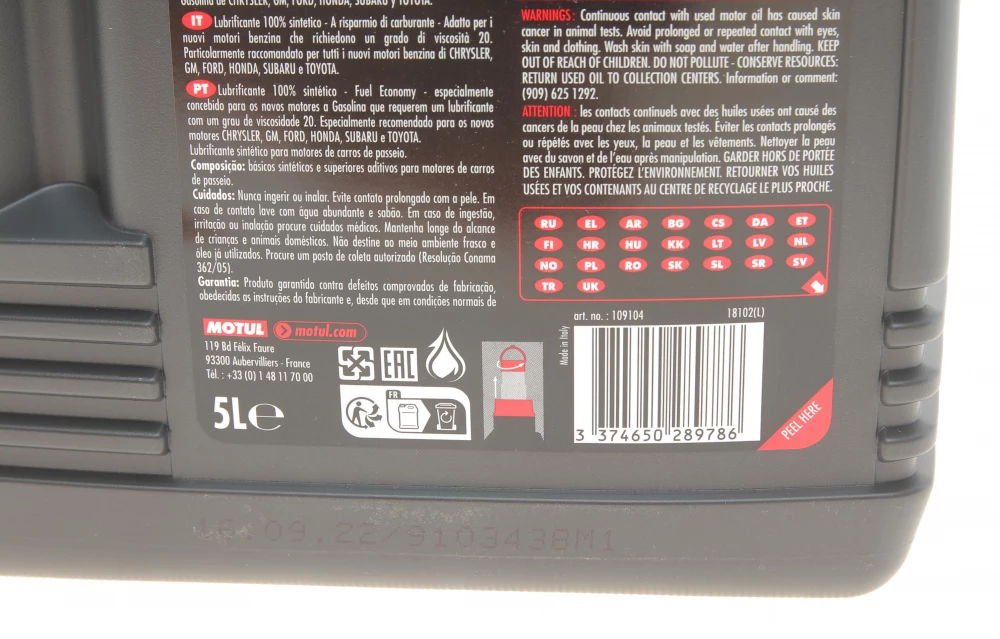 Gasolina de CHRYSLER, GM, FORD, HONDA, SUBARU y TOYOTA.
IT Lubrificante 100% sintetico - A risparmio di carburante - Adatto per i
nuovi motori benzina che richiedono un grado di viscosità 20.
Particolarmente raccomandato per tutti i nuovi motori benzina di CHRYSLER,
GM, FORD, HONDA, SUBARU e TOYOTA.
PT Lubrificante 100% sintético - Fuel Economy - especialmente
concebido para os novos motores a Gasolina que requerem um lubrificante
com um grau de viscosidade 20. Especialmente recomendado para os novos
motores CHRYSLER, GM, FORD, HONDA, SUBARU e TOYOTA.
Lubrificante sintético para motores de carros de passeio.
Composição: básicos sintéticos e superiores aditivos para motores de carros
de passeio.
Cuidados: Nunca ingerir ou inalar. Evite contato prolongado com a pele. Em
caso de contato lave com água abundante e sabão. Em caso de ingestão,
irritação ou inalação procure cuidados médicos. Mantenha longe do alcance
de crianças e animais domésticos. Não destine ao meio ambiente frasco e
óleo já utilizados. Procure um posto de coleta autorizado (Resolução Conama
362/05).
Garantia: Produto garantido contra defeitos comprovados de fabricação,
obedecidas as instruções do fabricante e, desde que em condições normais de
MOTUL motul.com
119 Bd Félix Faure
93300 Aubervilliers - France
Tél. : +33 (0) 1 48 11 70 00
5L e
EAC
FR
WARNINGS: Continuous contact with used motor oil has caused skin
cancer in animal tests. Avoid prolonged or repeated contact with eyes,
skin and clothing. Wash skin with soap and water after handling. KEEP
OUT OF REACH OF CHILDREN. DO NOT POLLUTE - CONSERVE RESOURCES:
RETURN USED OIL TO COLLECTION CENTERS. Information or comment:
(909) 625 1292.
ATTENTION : les contacts continuels avec des huiles usées ont causé des
cancers de la peau chez les animaux testés. Éviter les contacts prolongés
ou répétés avec les yeux, la peau et les vêtements. Nettoyer la peau
avec du savon et de l'eau après manipulation. GARDER HORS DE PORTÉE
DES ENFANTS. PROTÉGEZ L'ENVIRONNEMENT. RETOURNER VOS HUILES
USÉES ET VOS CONTENANTS AU CENTRE DE RECYCLAGE LE PLUS PROCHE.
RU EL AR BG CS DA ET
FI HR HU KK LT LV NL
NO PL RO SK SL SR SV
TR UK
art. no. : 109104 18102(L)
Made in Italy
3 374650 289786
PEEL HERE
09.22/9103438M1